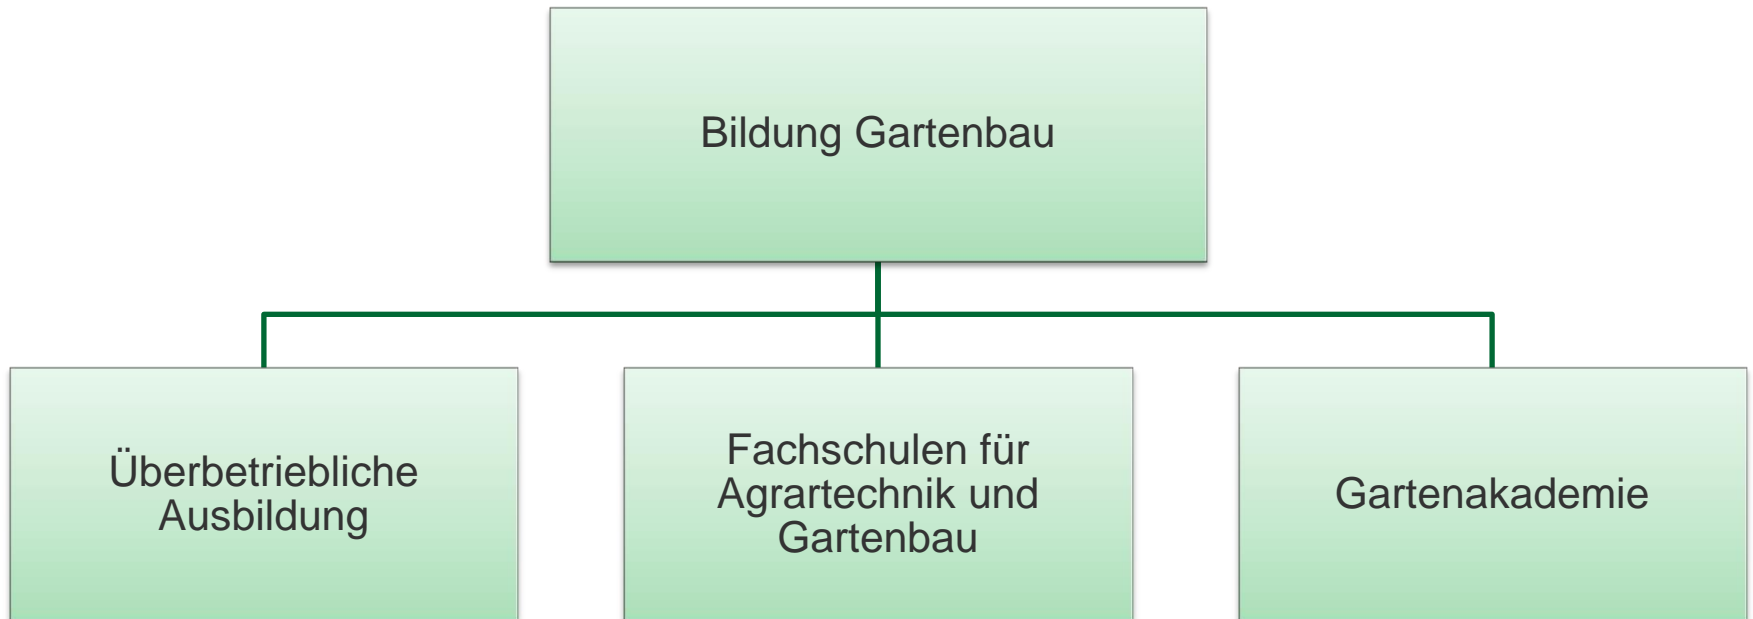 Bildung Gartenbau
Überbetriebliche
Ausbildung
Fachschulen für
Agrartechnik und
Gartenbau
Gartenakademie